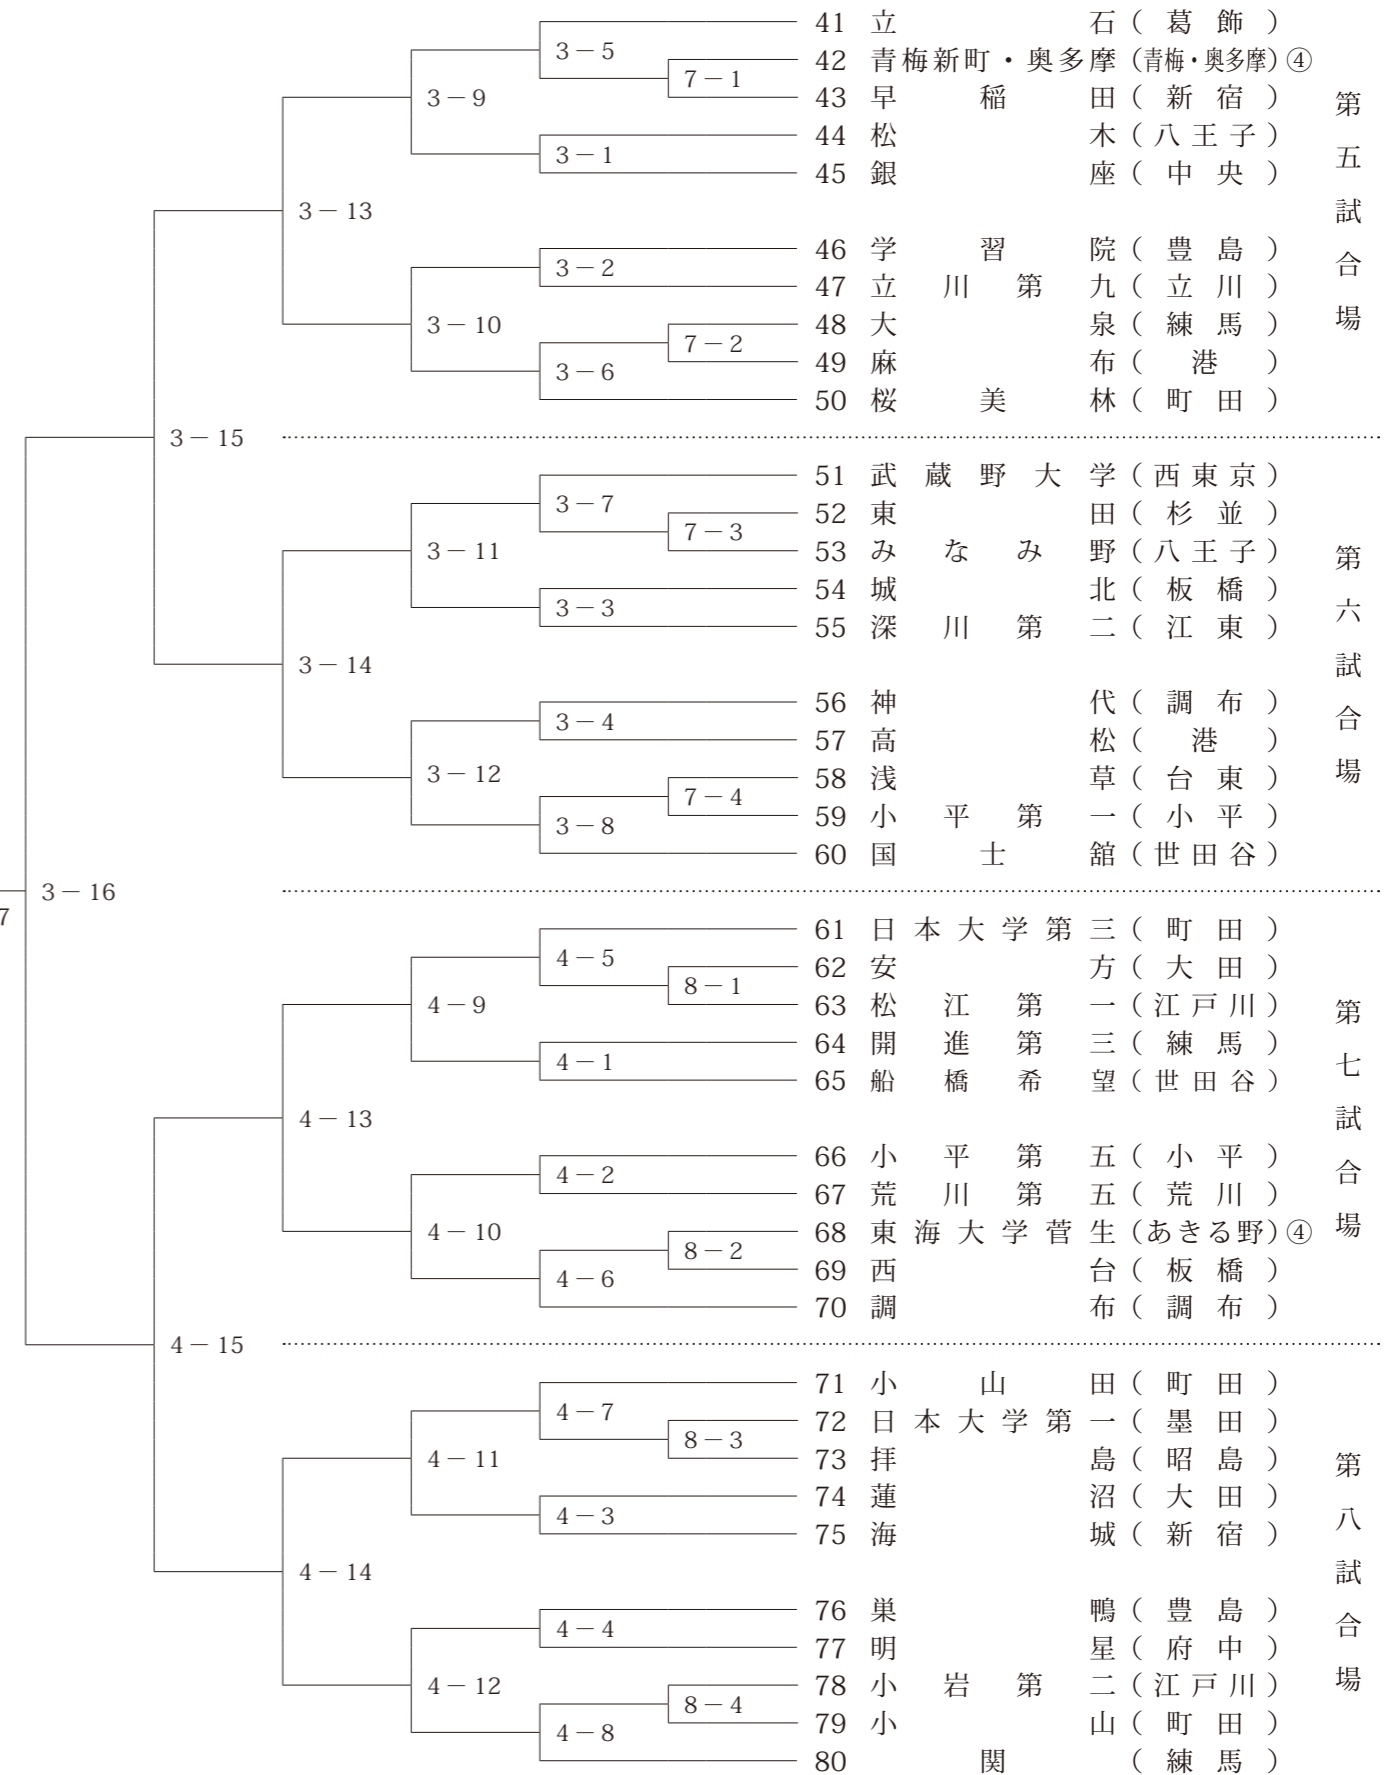 41 立石（葛飾）
3－5
42 青梅新町・奥多摩（青梅・奥多摩）④
7－1
3－9
43 早稲田（新宿）
44 松木（八王子）
3－1
45 銀座（中央）
第五試合場
3－13
46 学習院（豊島）
3－2
47 立川第九（立川）
3－10
48 大泉（練馬）
7－2
49 麻布（港）
3－6
50 桜美林（町田）
3－15
51 武蔵野大学（西東京）
3－7
52 東田（杉並）
7－3
3－11
53 みなみ野（八王子）
54 城北（板橋）
3－3
55 深川第二（江東）
第六試合場
3－14
56 神代（調布）
3－4
57 高松（港）
3－12
58 浅草（台東）
7－4
59 小平第一（小平）
3－8
60 国士舘（世田谷）
3－16
7
61 日本大学第三（町田）
4－5
62 安方（大田）
8－1
4－9
63 松江第一（江戸川）
64 開進第三（練馬）
4－1
65 船橋希望（世田谷）
第七試合場
4－13
66 小平第五（小平）
4－2
67 荒川第五（荒川）
4－10
68 東海大学菅生（あきる野）④
8－2
69 西台（板橋）
4－6
70 調布（調布）
4－15
71 小山田（町田）
4－7
72 日本大学第一（墨田）
8－3
4－11
73 拝島（昭島）
74 蓮沼（大田）
4－3
75 海城（新宿）
第八試合場
4－14
76 巣鴨（豊島）
4－4
77 明星（府中）
4－12
78 小岩第二（江戸川）
8－4
79 小山（町田）
4－8
80 関（練馬）